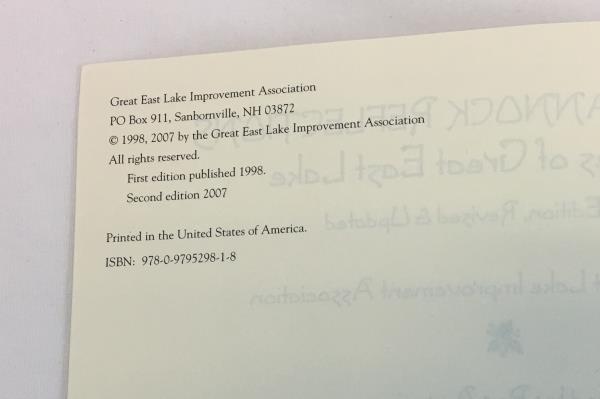 Great East Lake Improvement Association
PO Box 911, Sanbornville, NH 03872
© 1998, 2007 by the Great East Lake Improvement Association
All rights reserved.
First edition published 1998.
Second edition 2007
Printed in the United States of America.
ISBN: 978-0-9795298-1-8